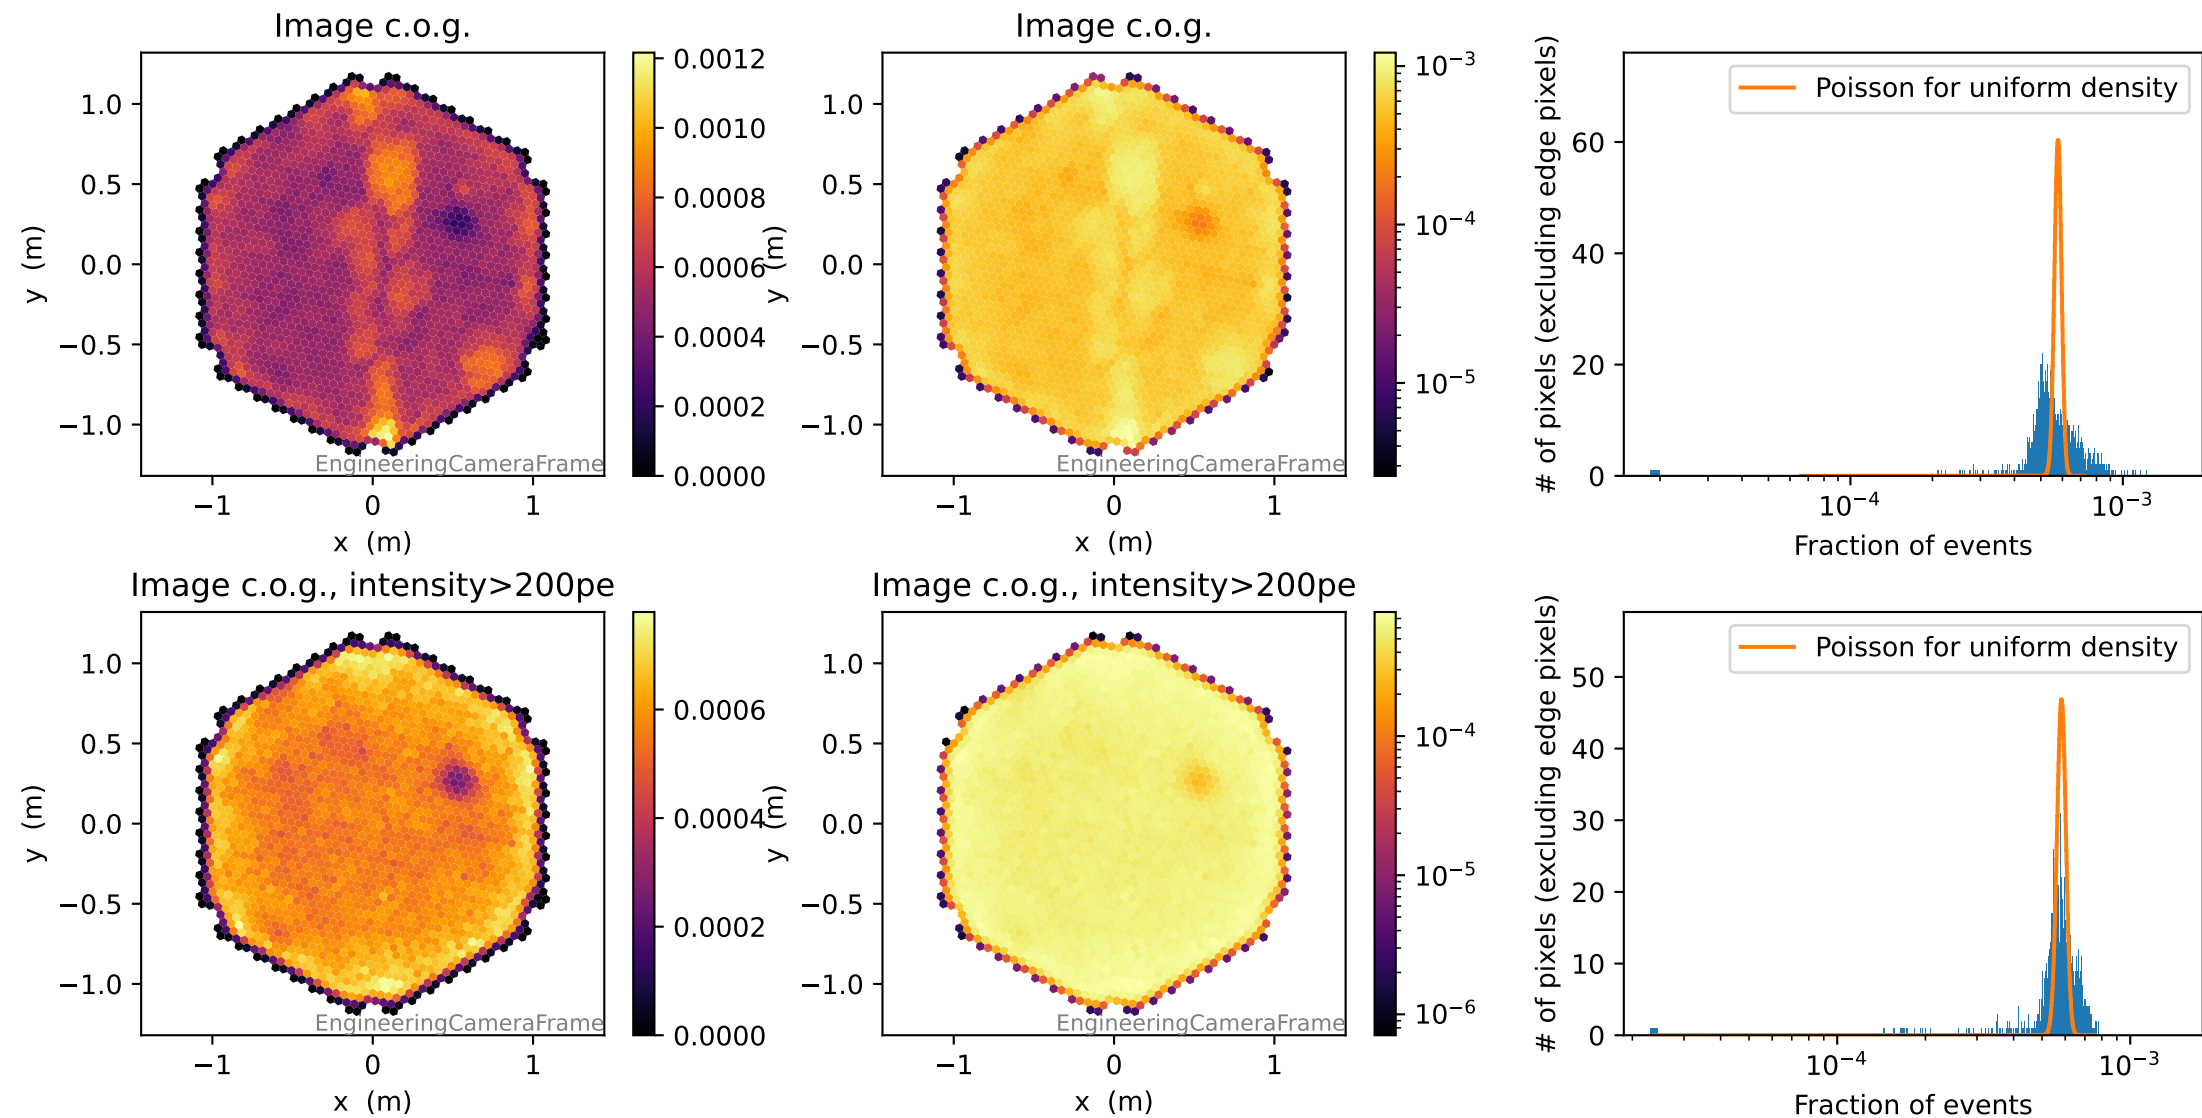 Image c.o.g.
1.0
0.5
0.0
−0.5
−1.0
y (m)
−1
0
1
x (m)
EngineeringCameraFrame
0.0012
0.0010
0.0008
0.0006
0.0004
0.0002
0.0000
Image c.o.g.
1.0
0.5
0.0
−0.5
−1.0
y (m)
−1
0
1
x (m)
EngineeringCameraFrame
10⁻³
10⁻⁴
10⁻⁵
# of pixels (excluding edge pixels)
60
40
20
0
Poisson for uniform density
10⁻⁴
10⁻³
Fraction of events
Image c.o.g., intensity>200pe
1.0
0.5
0.0
−0.5
−1.0
y (m)
−1
0
1
x (m)
EngineeringCameraFrame
0.0006
0.0004
0.0002
0.0000
Image c.o.g., intensity>200pe
1.0
0.5
0.0
−0.5
−1.0
y (m)
−1
0
1
x (m)
EngineeringCameraFrame
10⁻⁴
10⁻⁵
10⁻⁶
# of pixels (excluding edge pixels)
50
40
30
20
10
0
Poisson for uniform density
10⁻⁴
10⁻³
Fraction of events